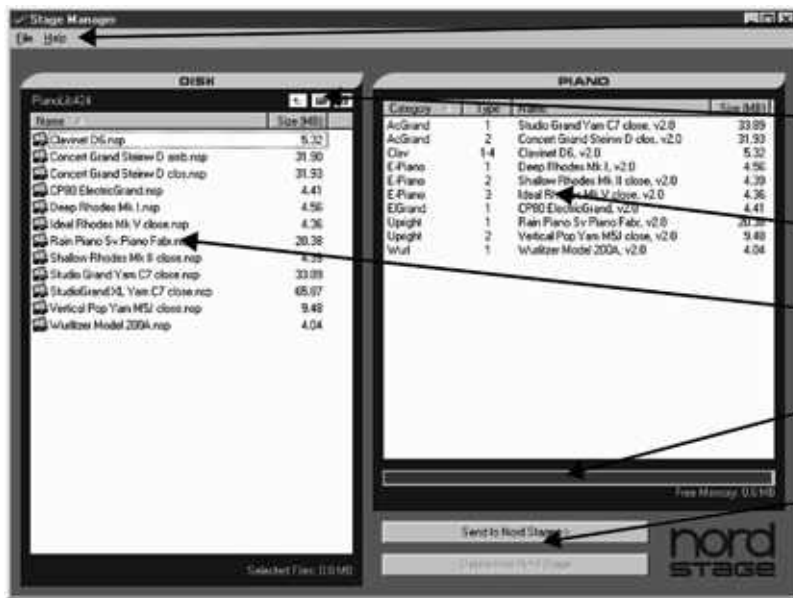 Stage Manager
File Help
DISK
PianoLib424
Name Size (MB)
Clavinet D6.nsp 5.32
Concert Grand Steinw D amb.nsp 31.90
Concert Grand Steinw D clos.nsp 31.93
CP80 ElectricGrand.nsp 4.41
Deep Rhodes Mk I.nsp 4.56
Ideal Rhodes Mk V close.nsp 4.36
Rain Piano Sv Piano Fabr.nsp 20.38
Shallow Rhodes Mk II close.nsp 4.39
Studio Grand Yam C7 close.nsp 33.89
StudioGrand XL Yam C7 close.nsp 65.87
Vertical Pop Yam M5J close.nsp 9.48
Wurlitzer Model 200A.nsp 4.04
Selected Files: 0.0 MB
PIANO
Category Type Name Size (MB)
AcGrand 1 Studio Grand Yam C7 close, v2.0 33.89
AcGrand 2 Concert Grand Steinw D clos, v2.0 31.93
Clav 1-4 Clavinet D6, v2.0 5.32
E-Piano 1 Deep Rhodes Mk I, v2.0 4.56
E-Piano 2 Shallow Rhodes Mk II close, v2.0 4.39
E-Piano 3 Ideal Rhodes Mk V close, v2.0 4.36
ElGrand 1 CP80 ElectricGrand, v2.0 4.41
Upright 1 Rain Piano Sv Piano Fabr, v2.0 20.38
Upright 2 Vertical Pop Yam M5J close, v2.0 9.48
Wurl 1 Wurlitzer Model 200A, v2.0 4.04
Free Memory: 0.6 MB
Send to Nord Stage >
nord
STAGE